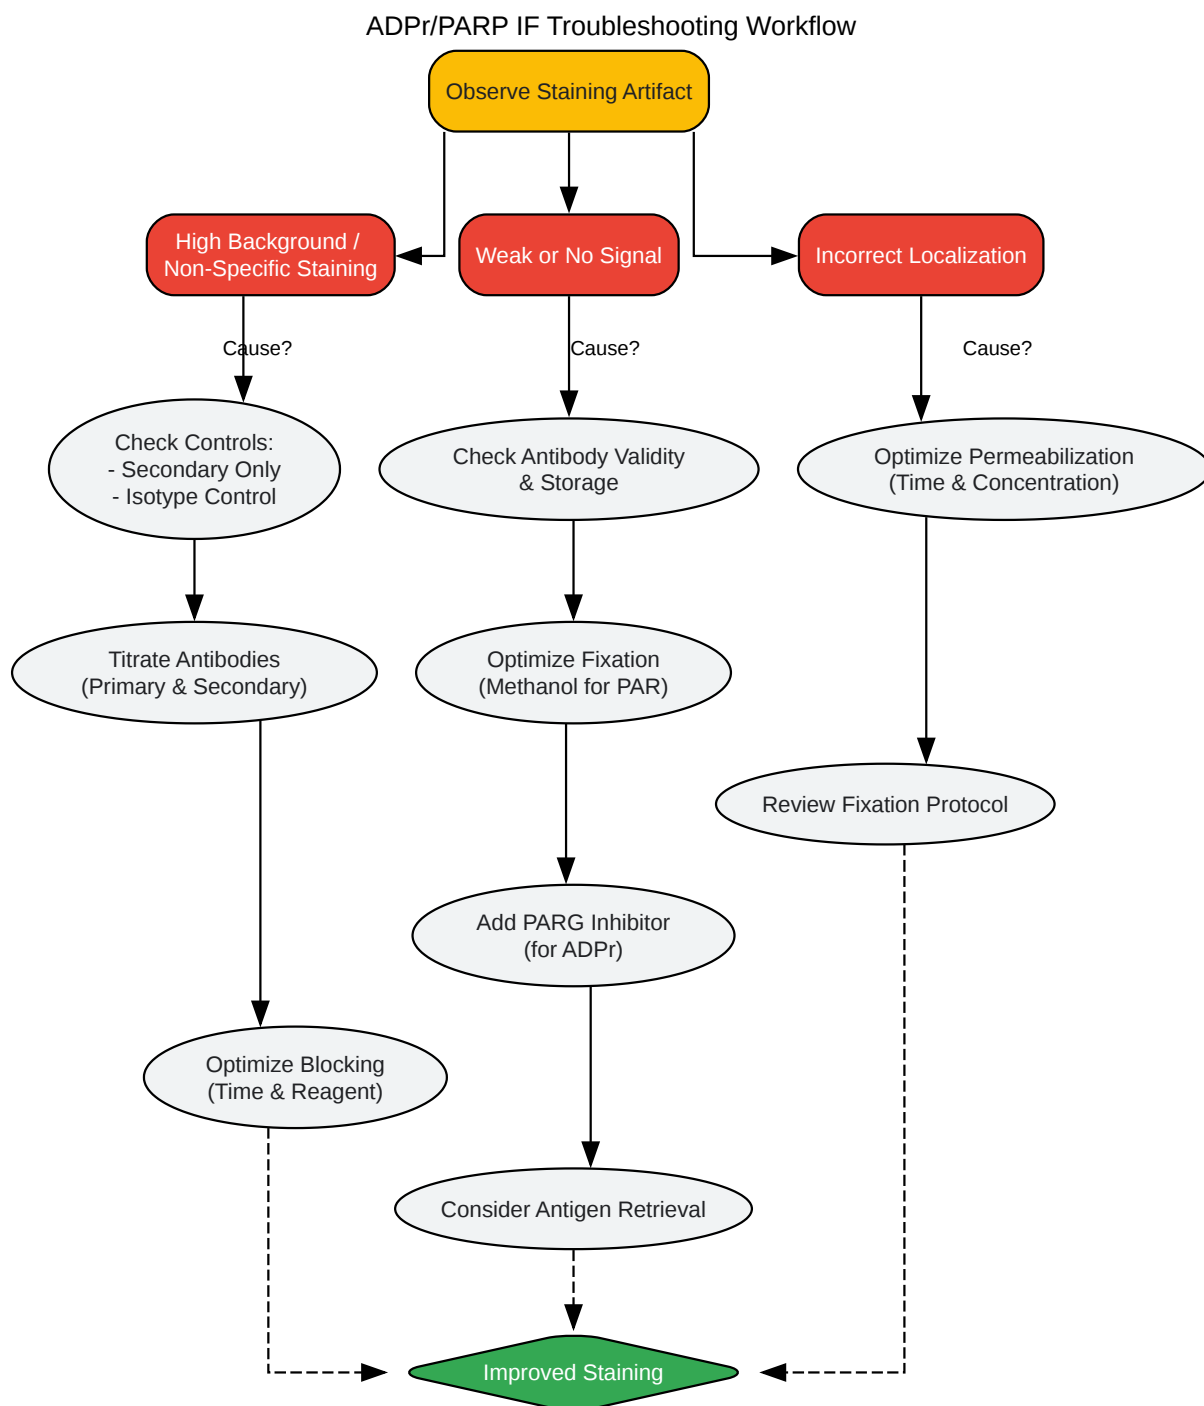 ADPr/PARP IF Troubleshooting Workflow
Observe Staining Artifact
High Background /
Non-Specific Staining
Weak or No Signal
Incorrect Localization
Cause?
Cause?
Cause?
Check Controls:
- Secondary Only
- Isotype Control
Check Antibody Validity
& Storage
Optimize Permeabilization
(Time & Concentration)
Titrate Antibodies
(Primary & Secondary)
Optimize Fixation
(Methanol for PAR)
Review Fixation Protocol
Add PARG Inhibitor
(for ADPr)
Optimize Blocking
(Time & Reagent)
Consider Antigen Retrieval
Improved Staining